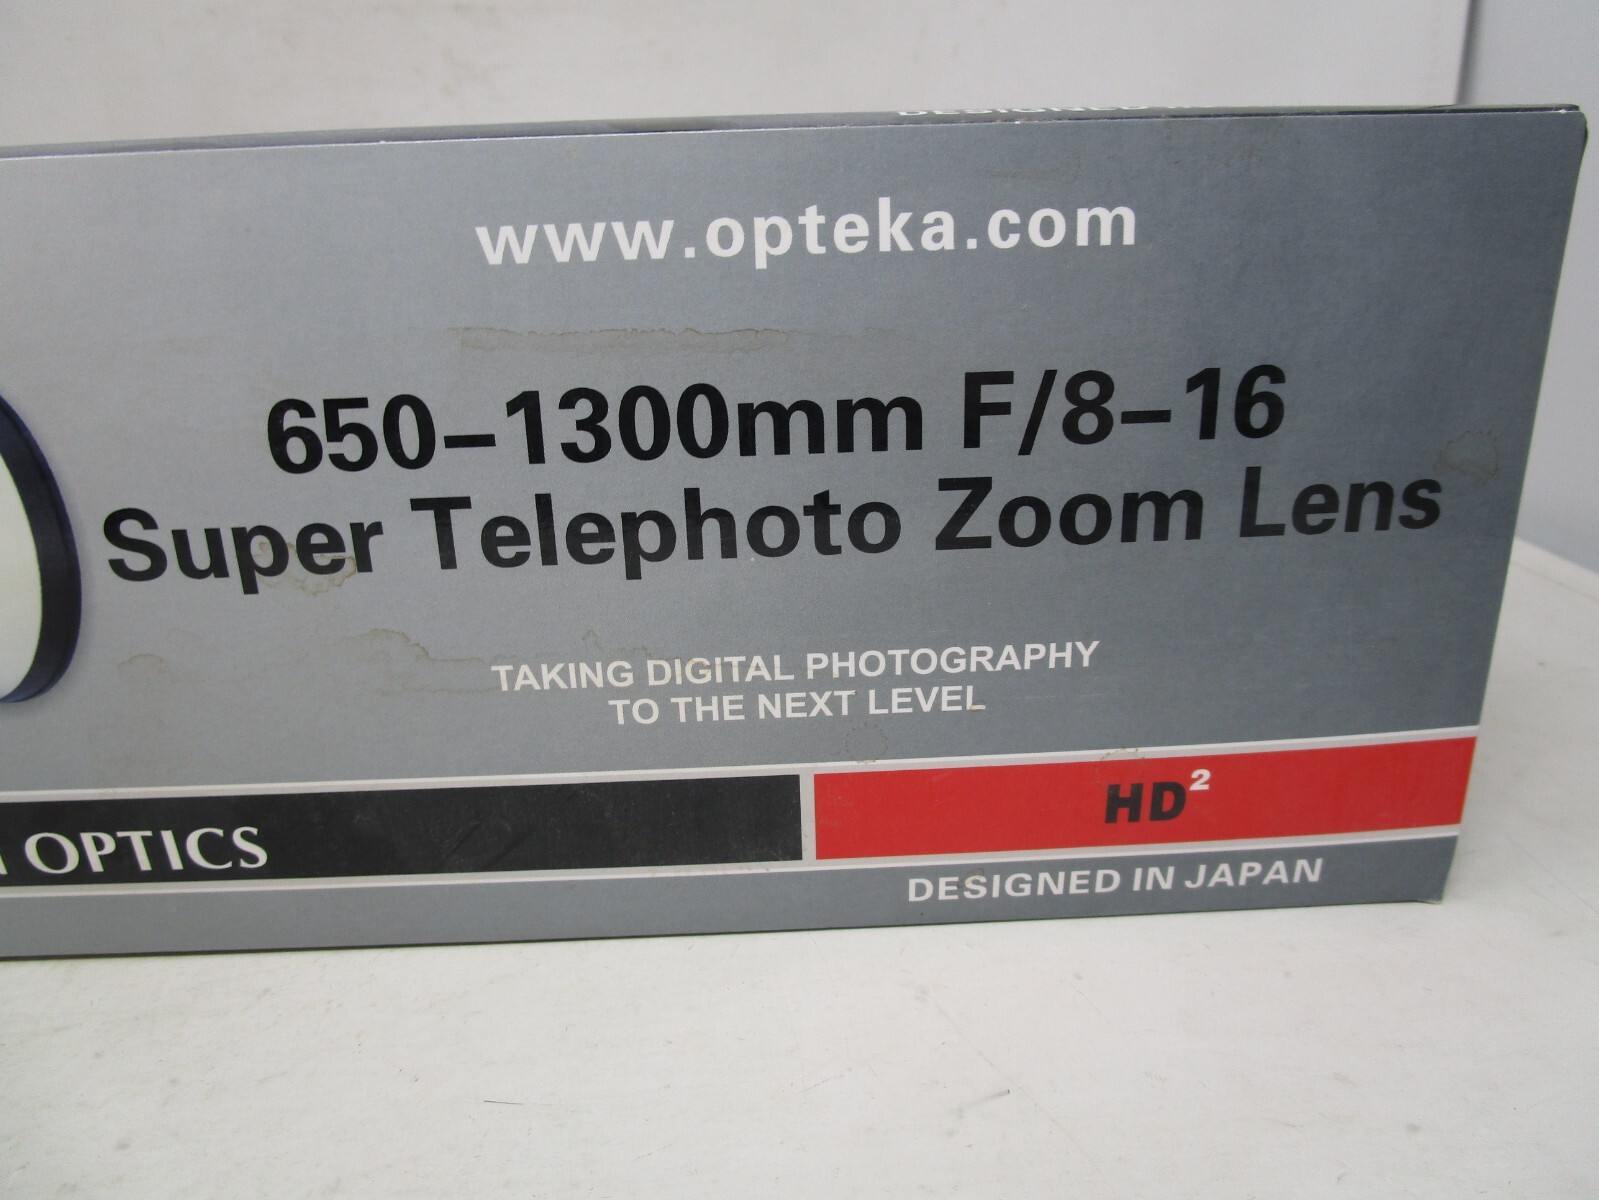 www.opteka.com
650-1300mm F/8-16
Super Telephoto Zoom Lens
TAKING DIGITAL PHOTOGRAPHY
TO THE NEXT LEVEL
OPTICS
HD²
DESIGNED IN JAPAN